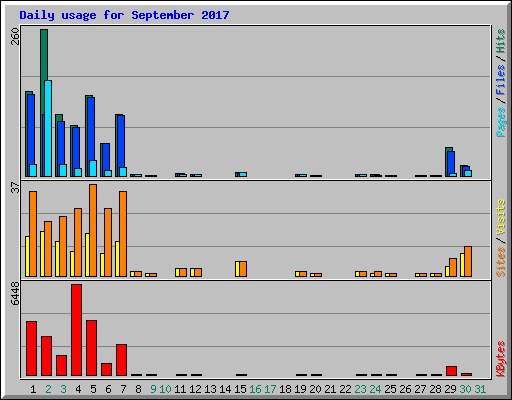 Daily usage for September 2017
260
Pages/Files/Hits
37
Sites/Visits
6448
KBytes
1 2 3 4 5 6 7 8 9 10 11 12 13 14 15 16 17 18 19 20 21 22 23 24 25 26 27 28 29 30 31